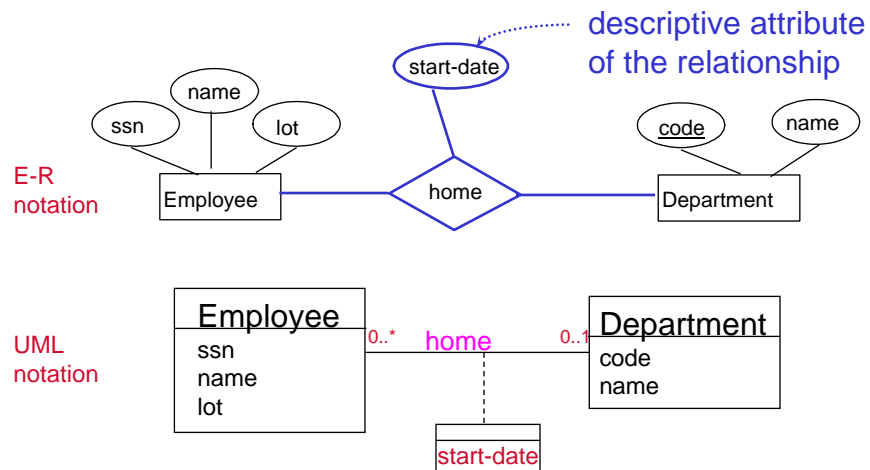 descriptive attribute
of the relationship
start-date
name
ssn
lot
code
name
E-R
notation
Employee
home
Department
UML
notation
Employee
ssn
name
lot
0..*
home
0..1
Department
code
name
start-date